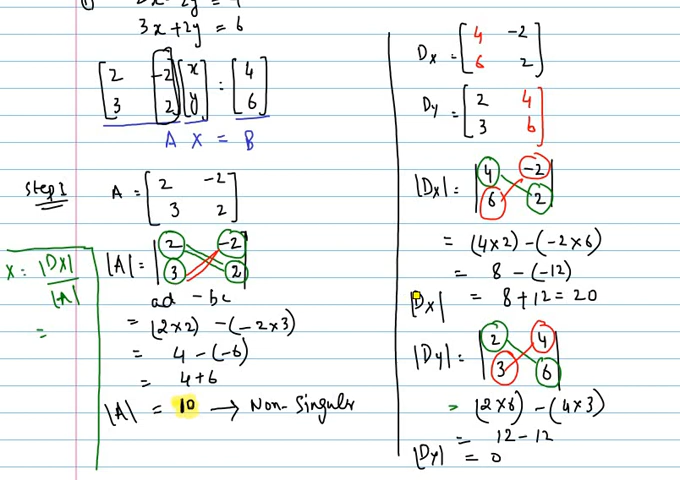 3x+2y = 6
[2 -2
3 2] [x
y] = [4
6]
A X = B
Step 1
A = [2 -2
3 2]
|A| = |2 -2
3 2|
ad - bc
= (2×2) - (-2×3)
= 4 - (-6)
= 4+6
|A| = 10 → Non-Singular
x = |Dx|
|A|
=
Dx = [4 -2
6 2]
Dy = [2 4
3 6]
|Dx| = |4 -2
6 2|
= (4×2) - (-2×6)
= 8 - (-12)
|Dx| = 8+12 = 20
|Dy| = |2 4
3 6|
= (2×6) - (4×3)
= 12-12
|Dy| = 0